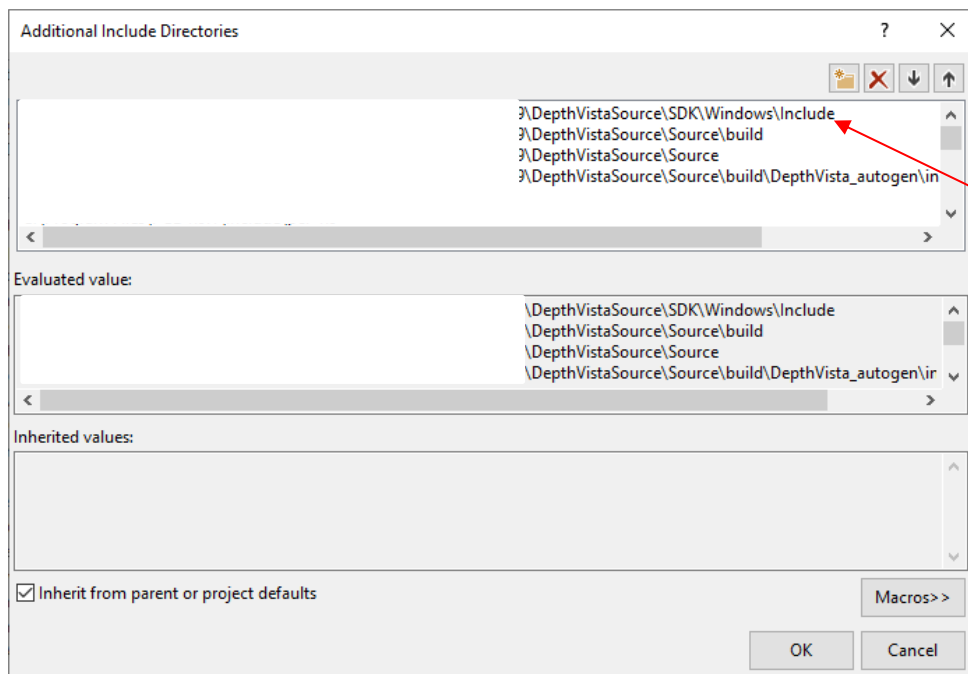 Additional Include Directories
?
9\DepthVistaSource\SDK\Windows\Include
9\DepthVistaSource\Source\build
9\DepthVistaSource\Source
9\DepthVistaSource\Source\build\DepthVista_autogen\in
Evaluated value:
\DepthVistaSource\SDK\Windows\Include
\DepthVistaSource\Source\build
\DepthVistaSource\Source
\DepthVistaSource\Source\build\DepthVista_autogen\in
Inherited values:
Inherit from parent or project defaults
Macros>>
OK
Cancel